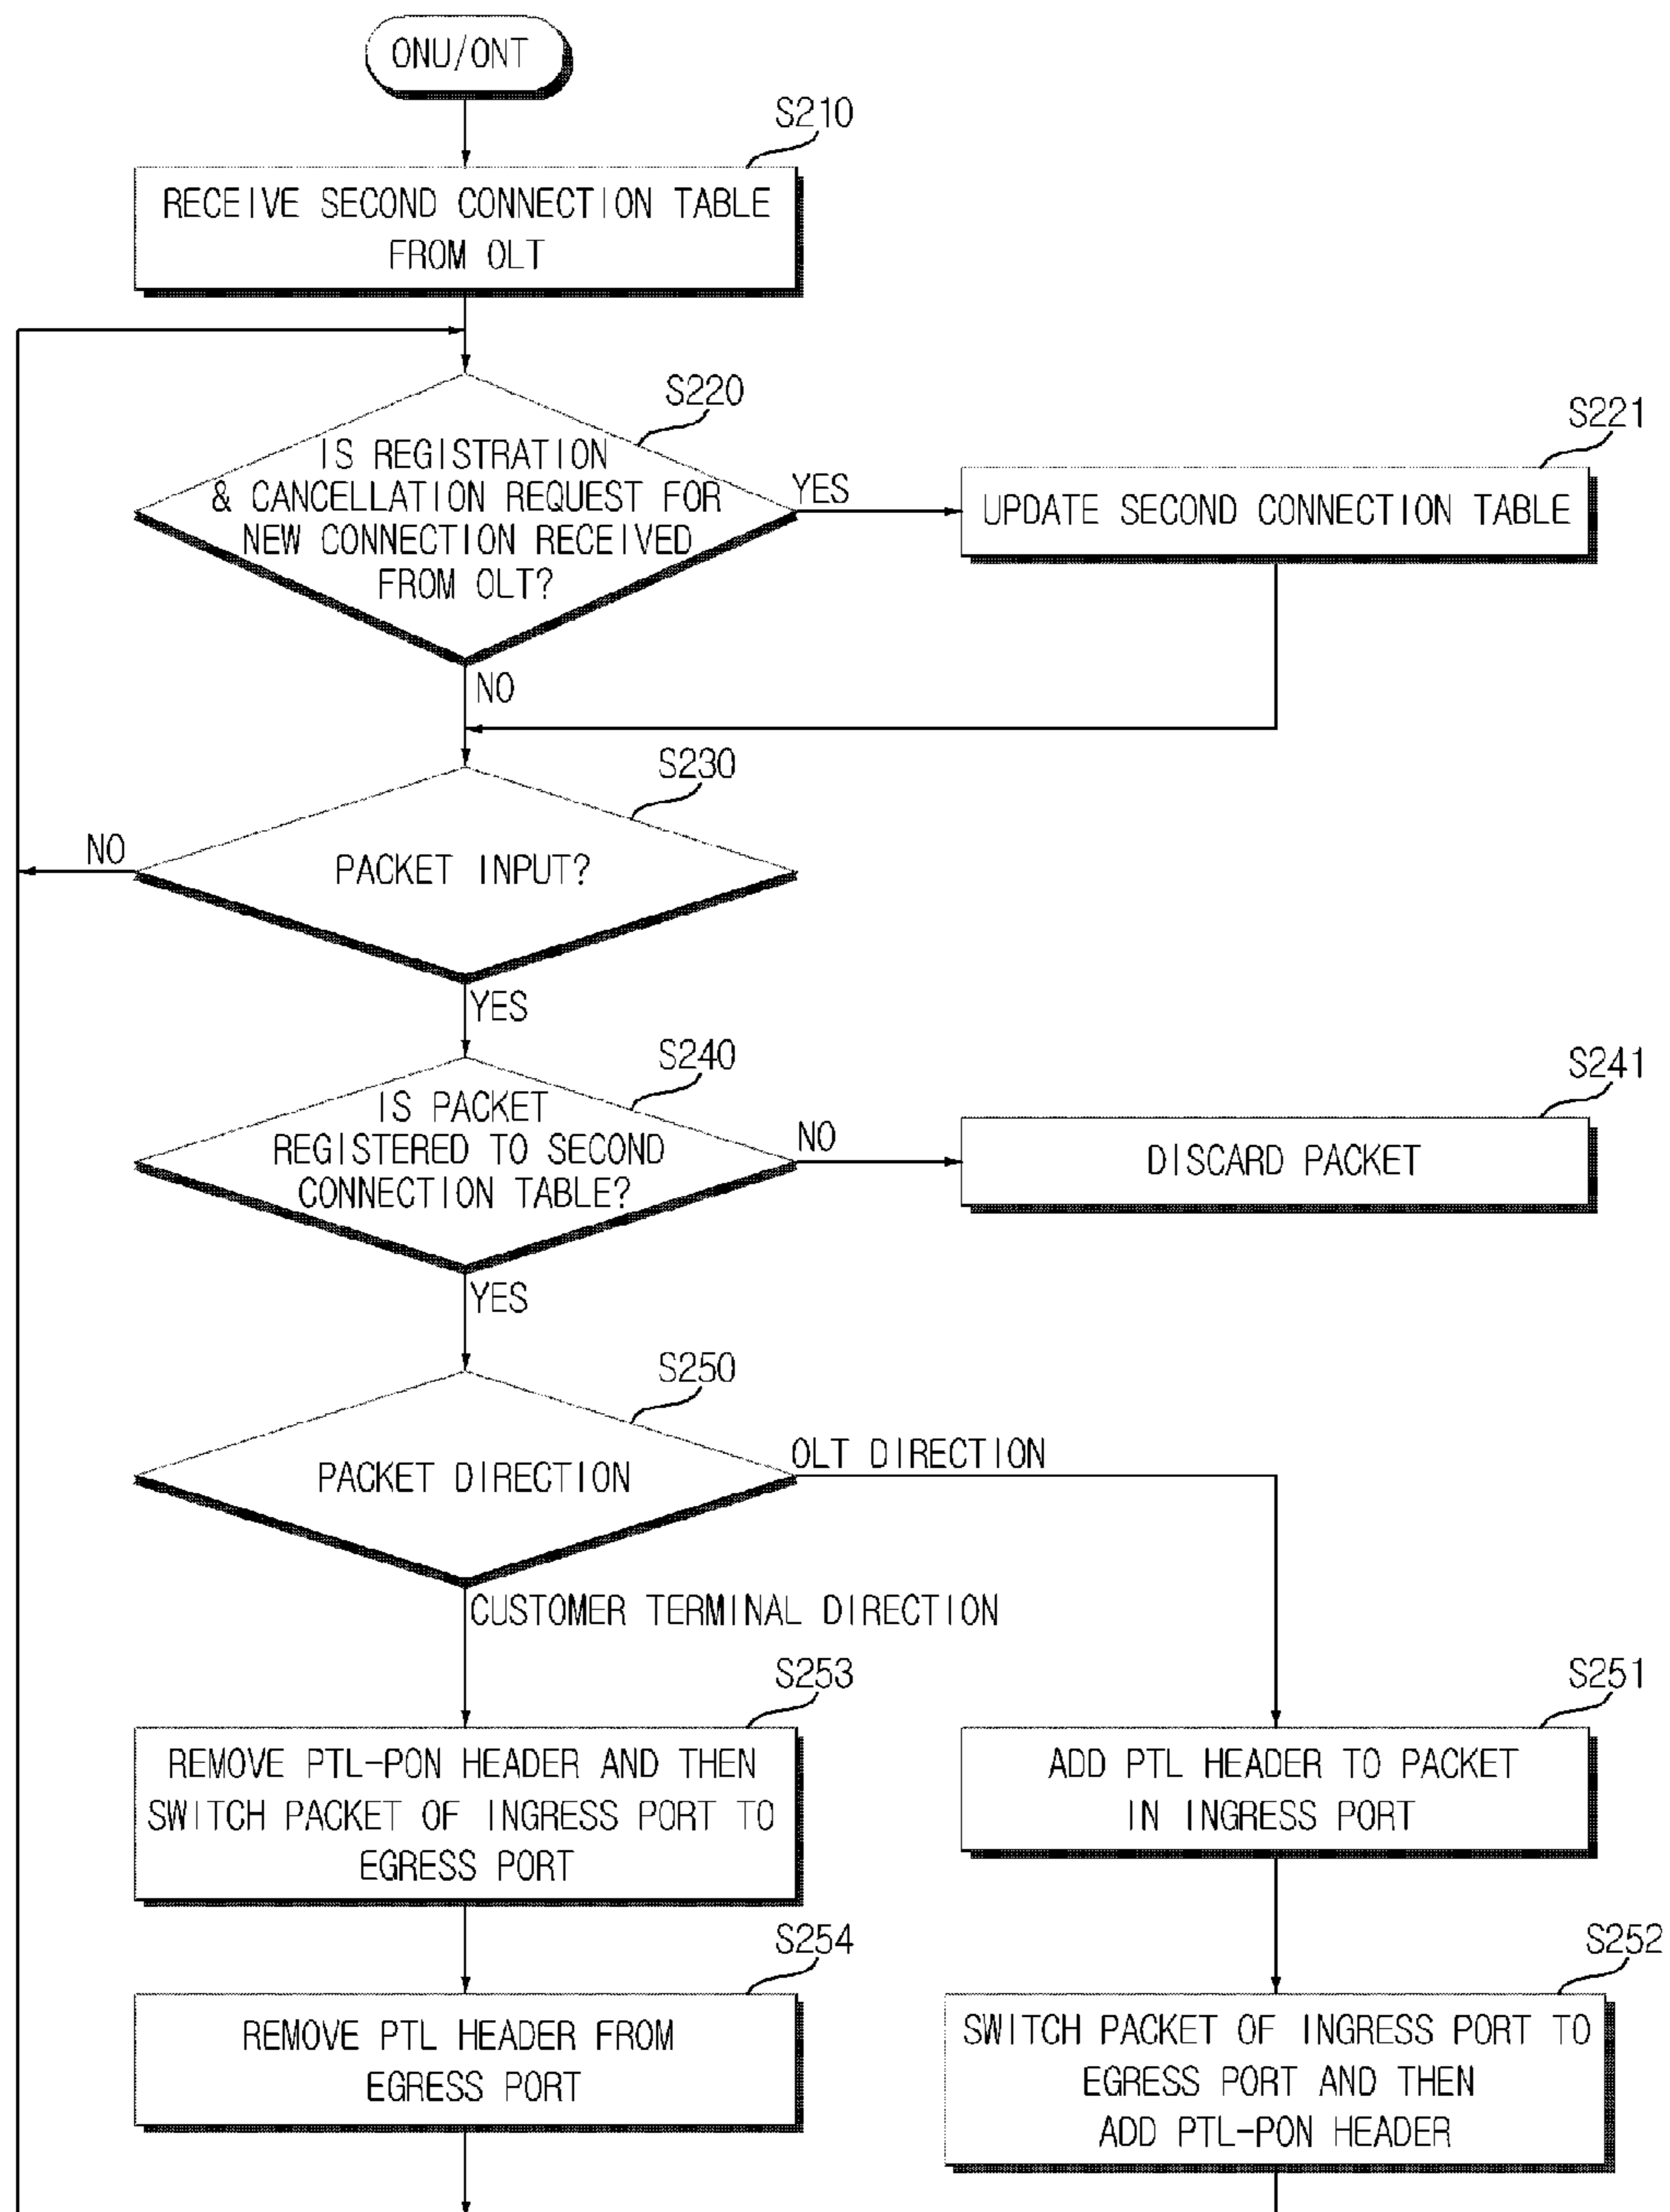 ONU/ONT
S210
RECEIVE SECOND CONNECTION TABLE
FROM OLT
S220
IS REGISTRATION
& CANCELLATION REQUEST FOR
NEW CONNECTION RECEIVED
FROM OLT?
YES
S221
UPDATE SECOND CONNECTION TABLE
NO
S230
PACKET INPUT?
NO
YES
S240
IS PACKET
REGISTERED TO SECOND
CONNECTION TABLE?
NO
S241
DISCARD PACKET
YES
S250
PACKET DIRECTION
OLT DIRECTION
CUSTOMER TERMINAL DIRECTION
S253
REMOVE PTL-PON HEADER AND THEN
SWITCH PACKET OF INGRESS PORT TO
EGRESS PORT
S251
ADD PTL HEADER TO PACKET
IN INGRESS PORT
S254
REMOVE PTL HEADER FROM
EGRESS PORT
S252
SWITCH PACKET OF INGRESS PORT TO
EGRESS PORT AND THEN
ADD PTL-PON HEADER